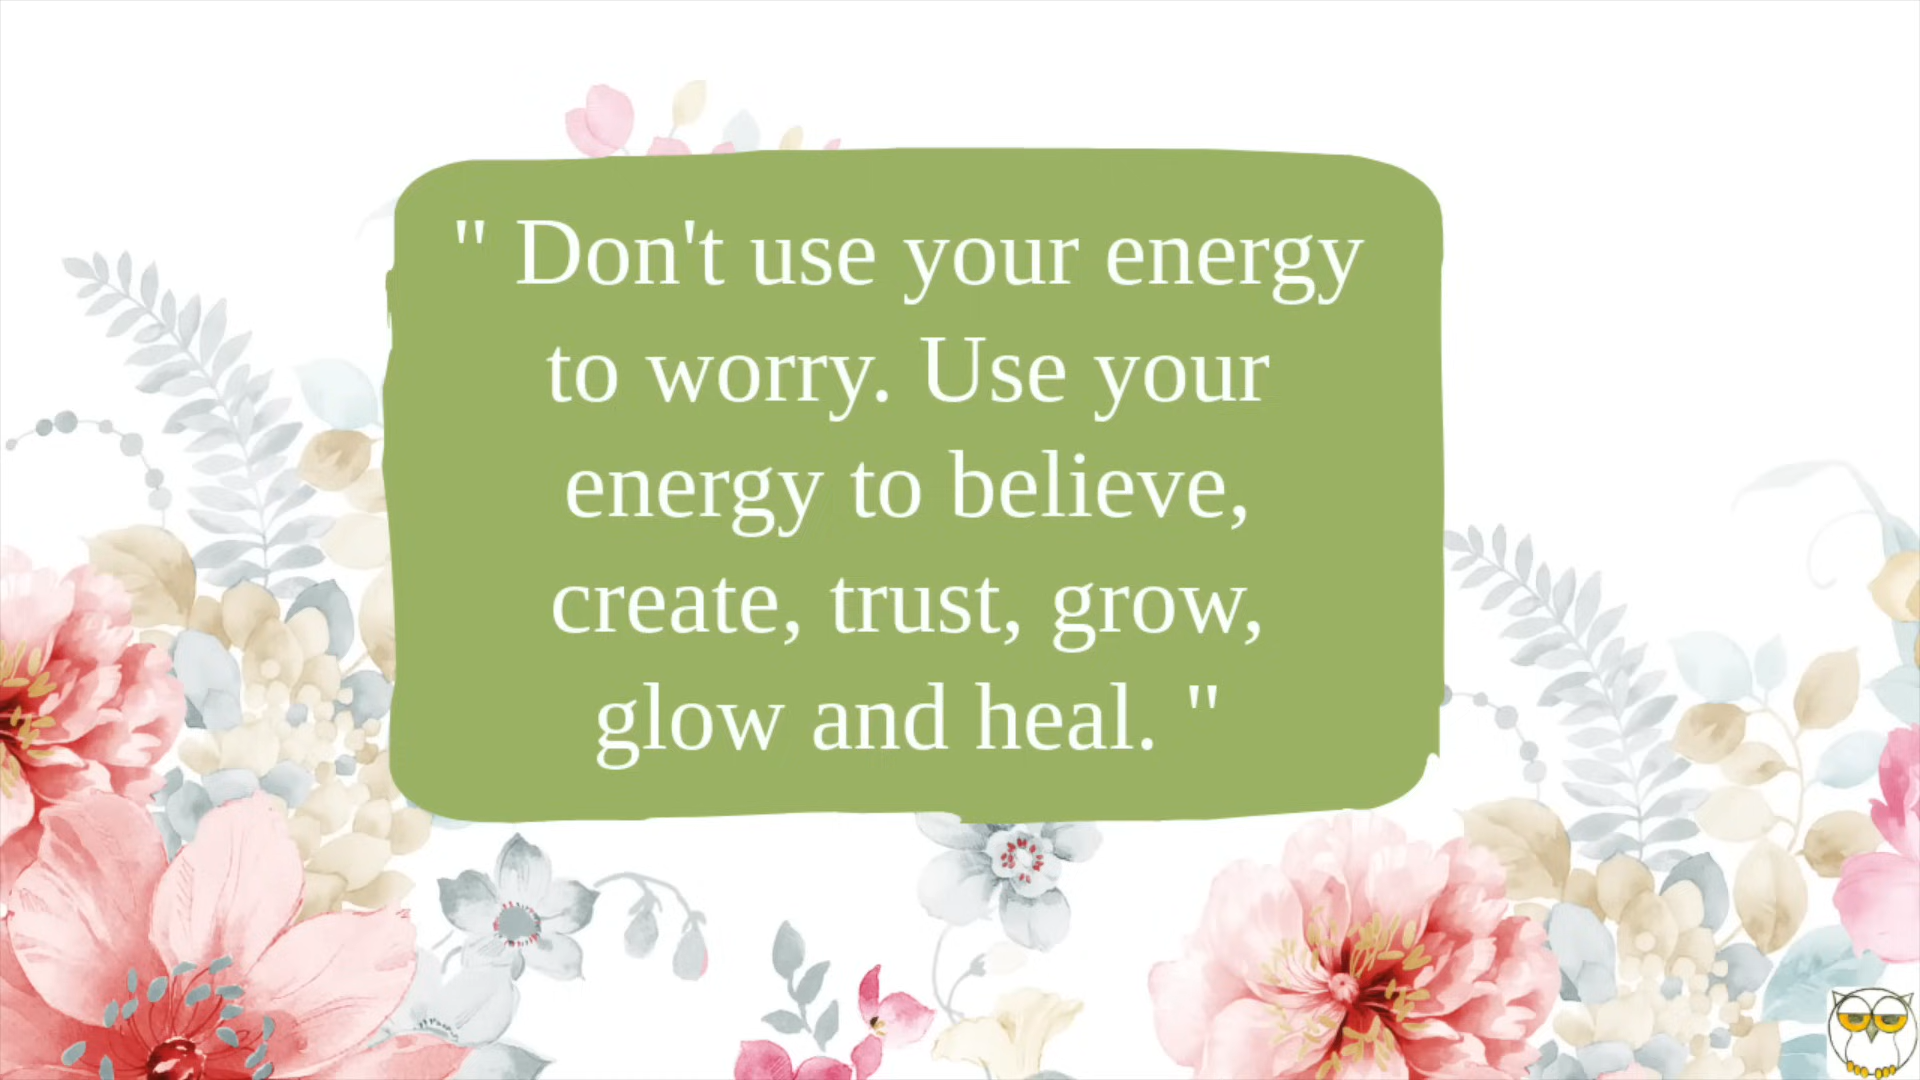 " Don't use your energy
to worry. Use your
energy to believe,
create, trust, grow,
glow and heal. "